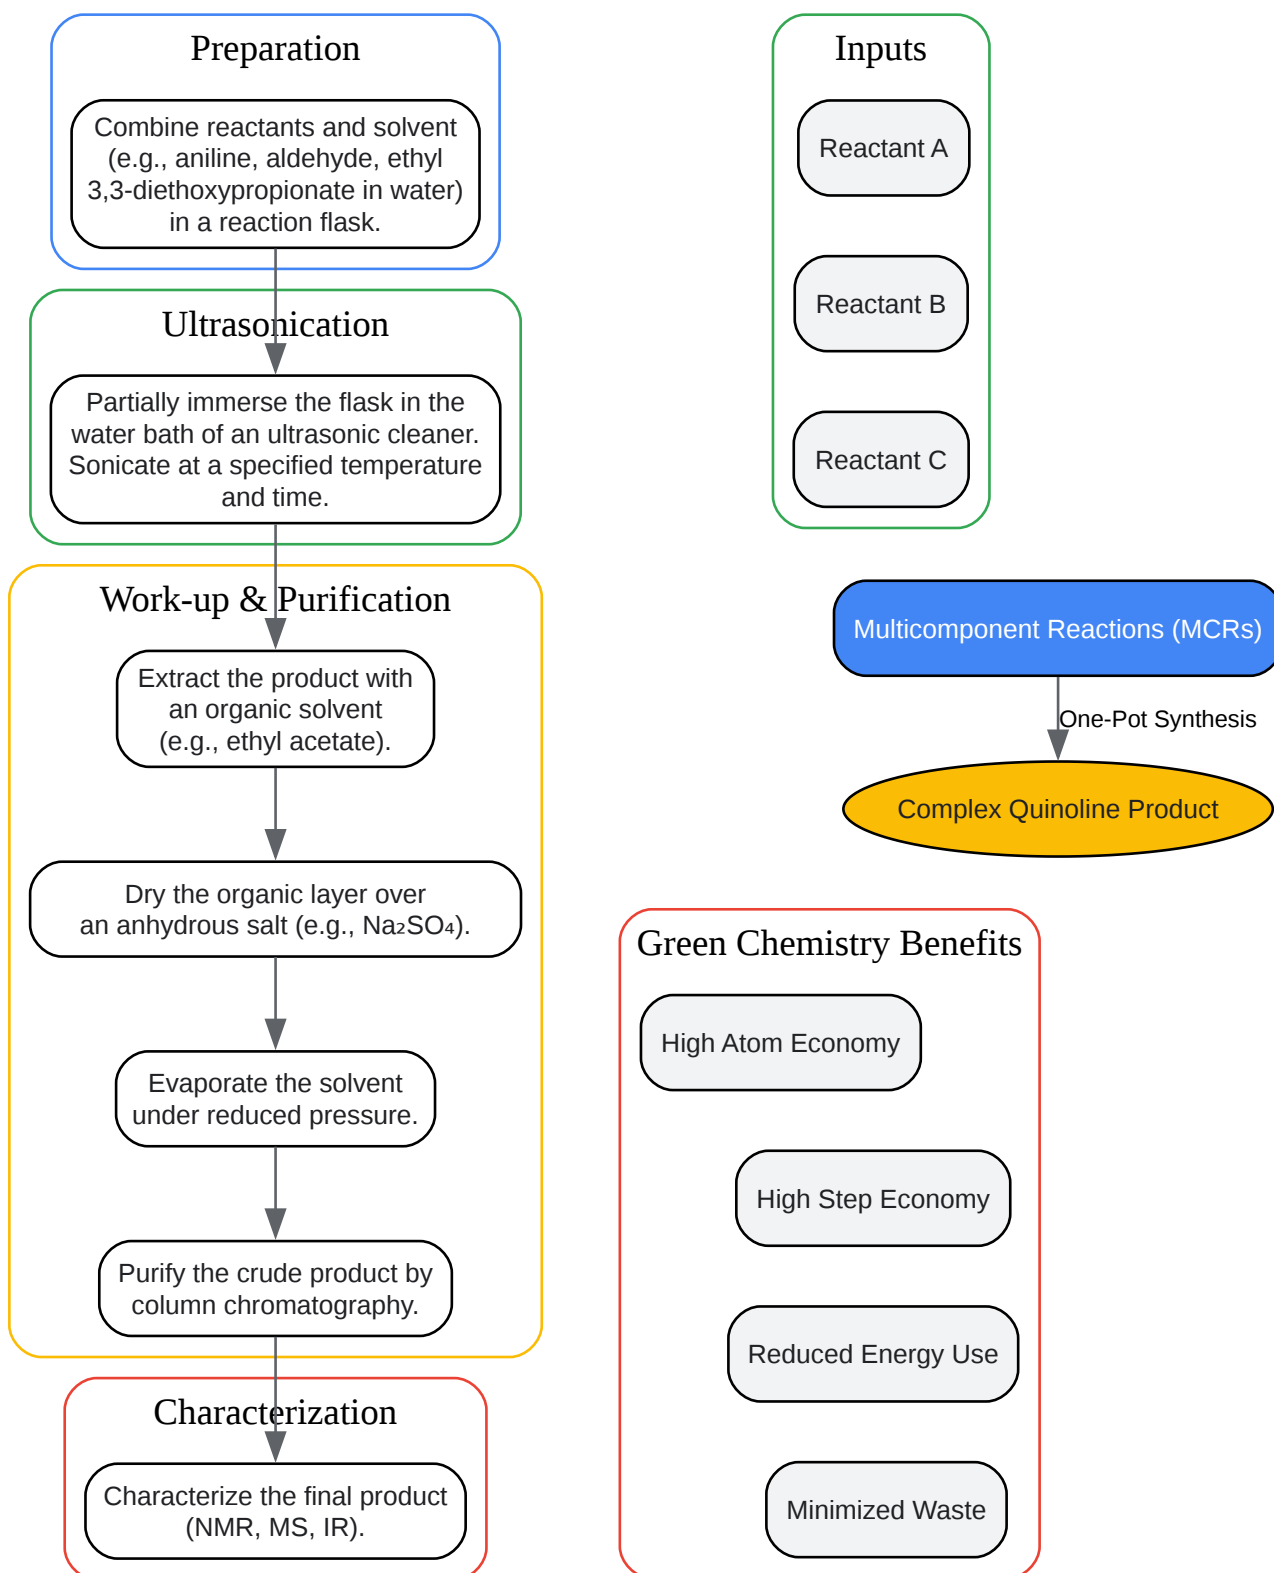 Preparation
Combine reactants and solvent
(e.g., aniline, aldehyde, ethyl
3,3-diethoxypropionate in water)
in a reaction flask.
Ultrasonication
Partially immerse the flask in the
water bath of an ultrasonic cleaner.
Sonicate at a specified temperature
and time.
Work-up & Purification
Extract the product with
an organic solvent
(e.g., ethyl acetate).
Dry the organic layer over
an anhydrous salt (e.g., Na₂SO₄).
Evaporate the solvent
under reduced pressure.
Purify the crude product by
column chromatography.
Characterization
Characterize the final product
(NMR, MS, IR).
Inputs
Reactant A
Reactant B
Reactant C
Multicomponent Reactions (MCRs)
One-Pot Synthesis
Complex Quinoline Product
Green Chemistry Benefits
High Atom Economy
High Step Economy
Reduced Energy Use
Minimized Waste